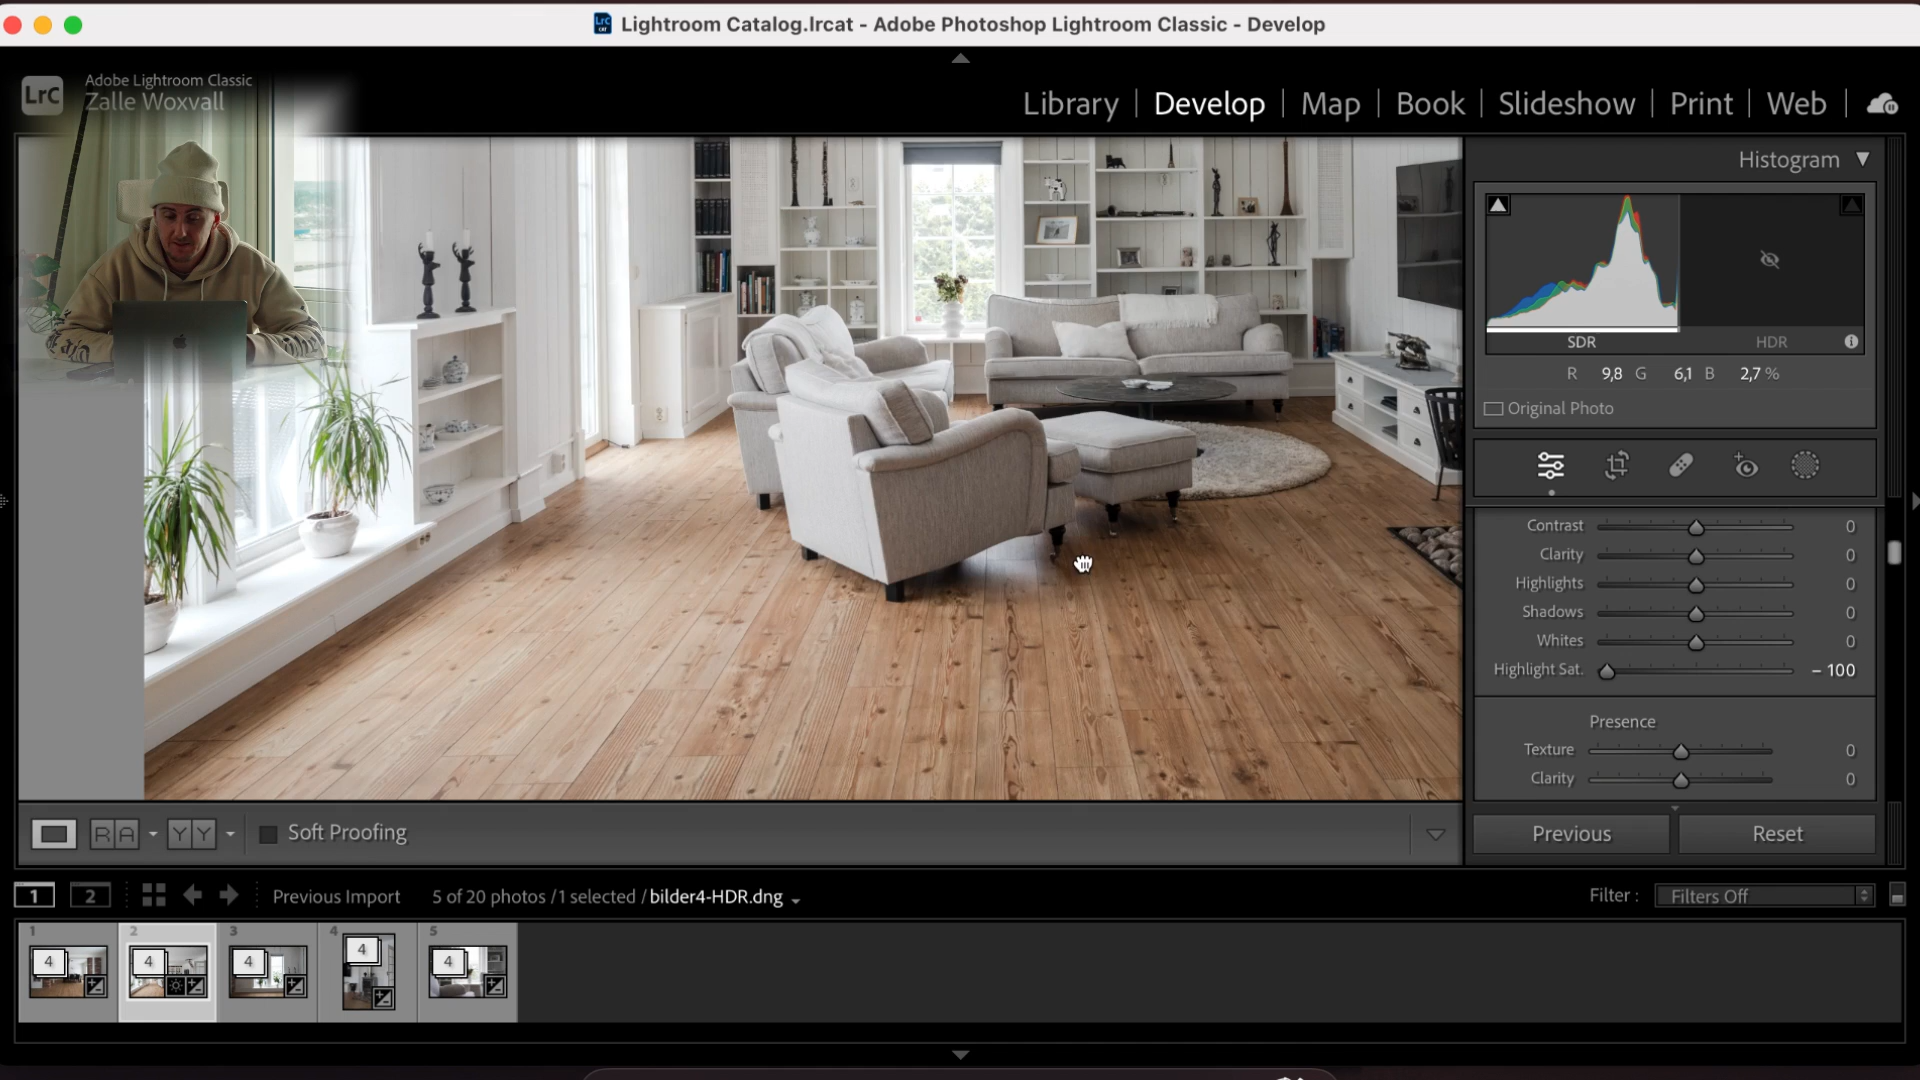 Lightroom Catalog.lrcat - Adobe Photoshop Lightroom Classic - Develop
LrC
Adobe Lightroom Classic
Zalle Woxvall
Library | Develop | Map | Book | Slideshow | Print | Web
Histogram
SDR HDR
R 9,8 G 6,1 B 2,7 %
Original Photo
Contrast 0
Clarity 0
Highlights 0
Shadows 0
Whites 0
Highlight Sat. – 100
Presence
Texture 0
Clarity 0
Previous Reset
R A Y Y Soft Proofing
1 2 Previous Import 5 of 20 photos /1 selected / bilder4-HDR.dng
Filter : Filters Off
1 2 3 4 5
4 4 4 4 4